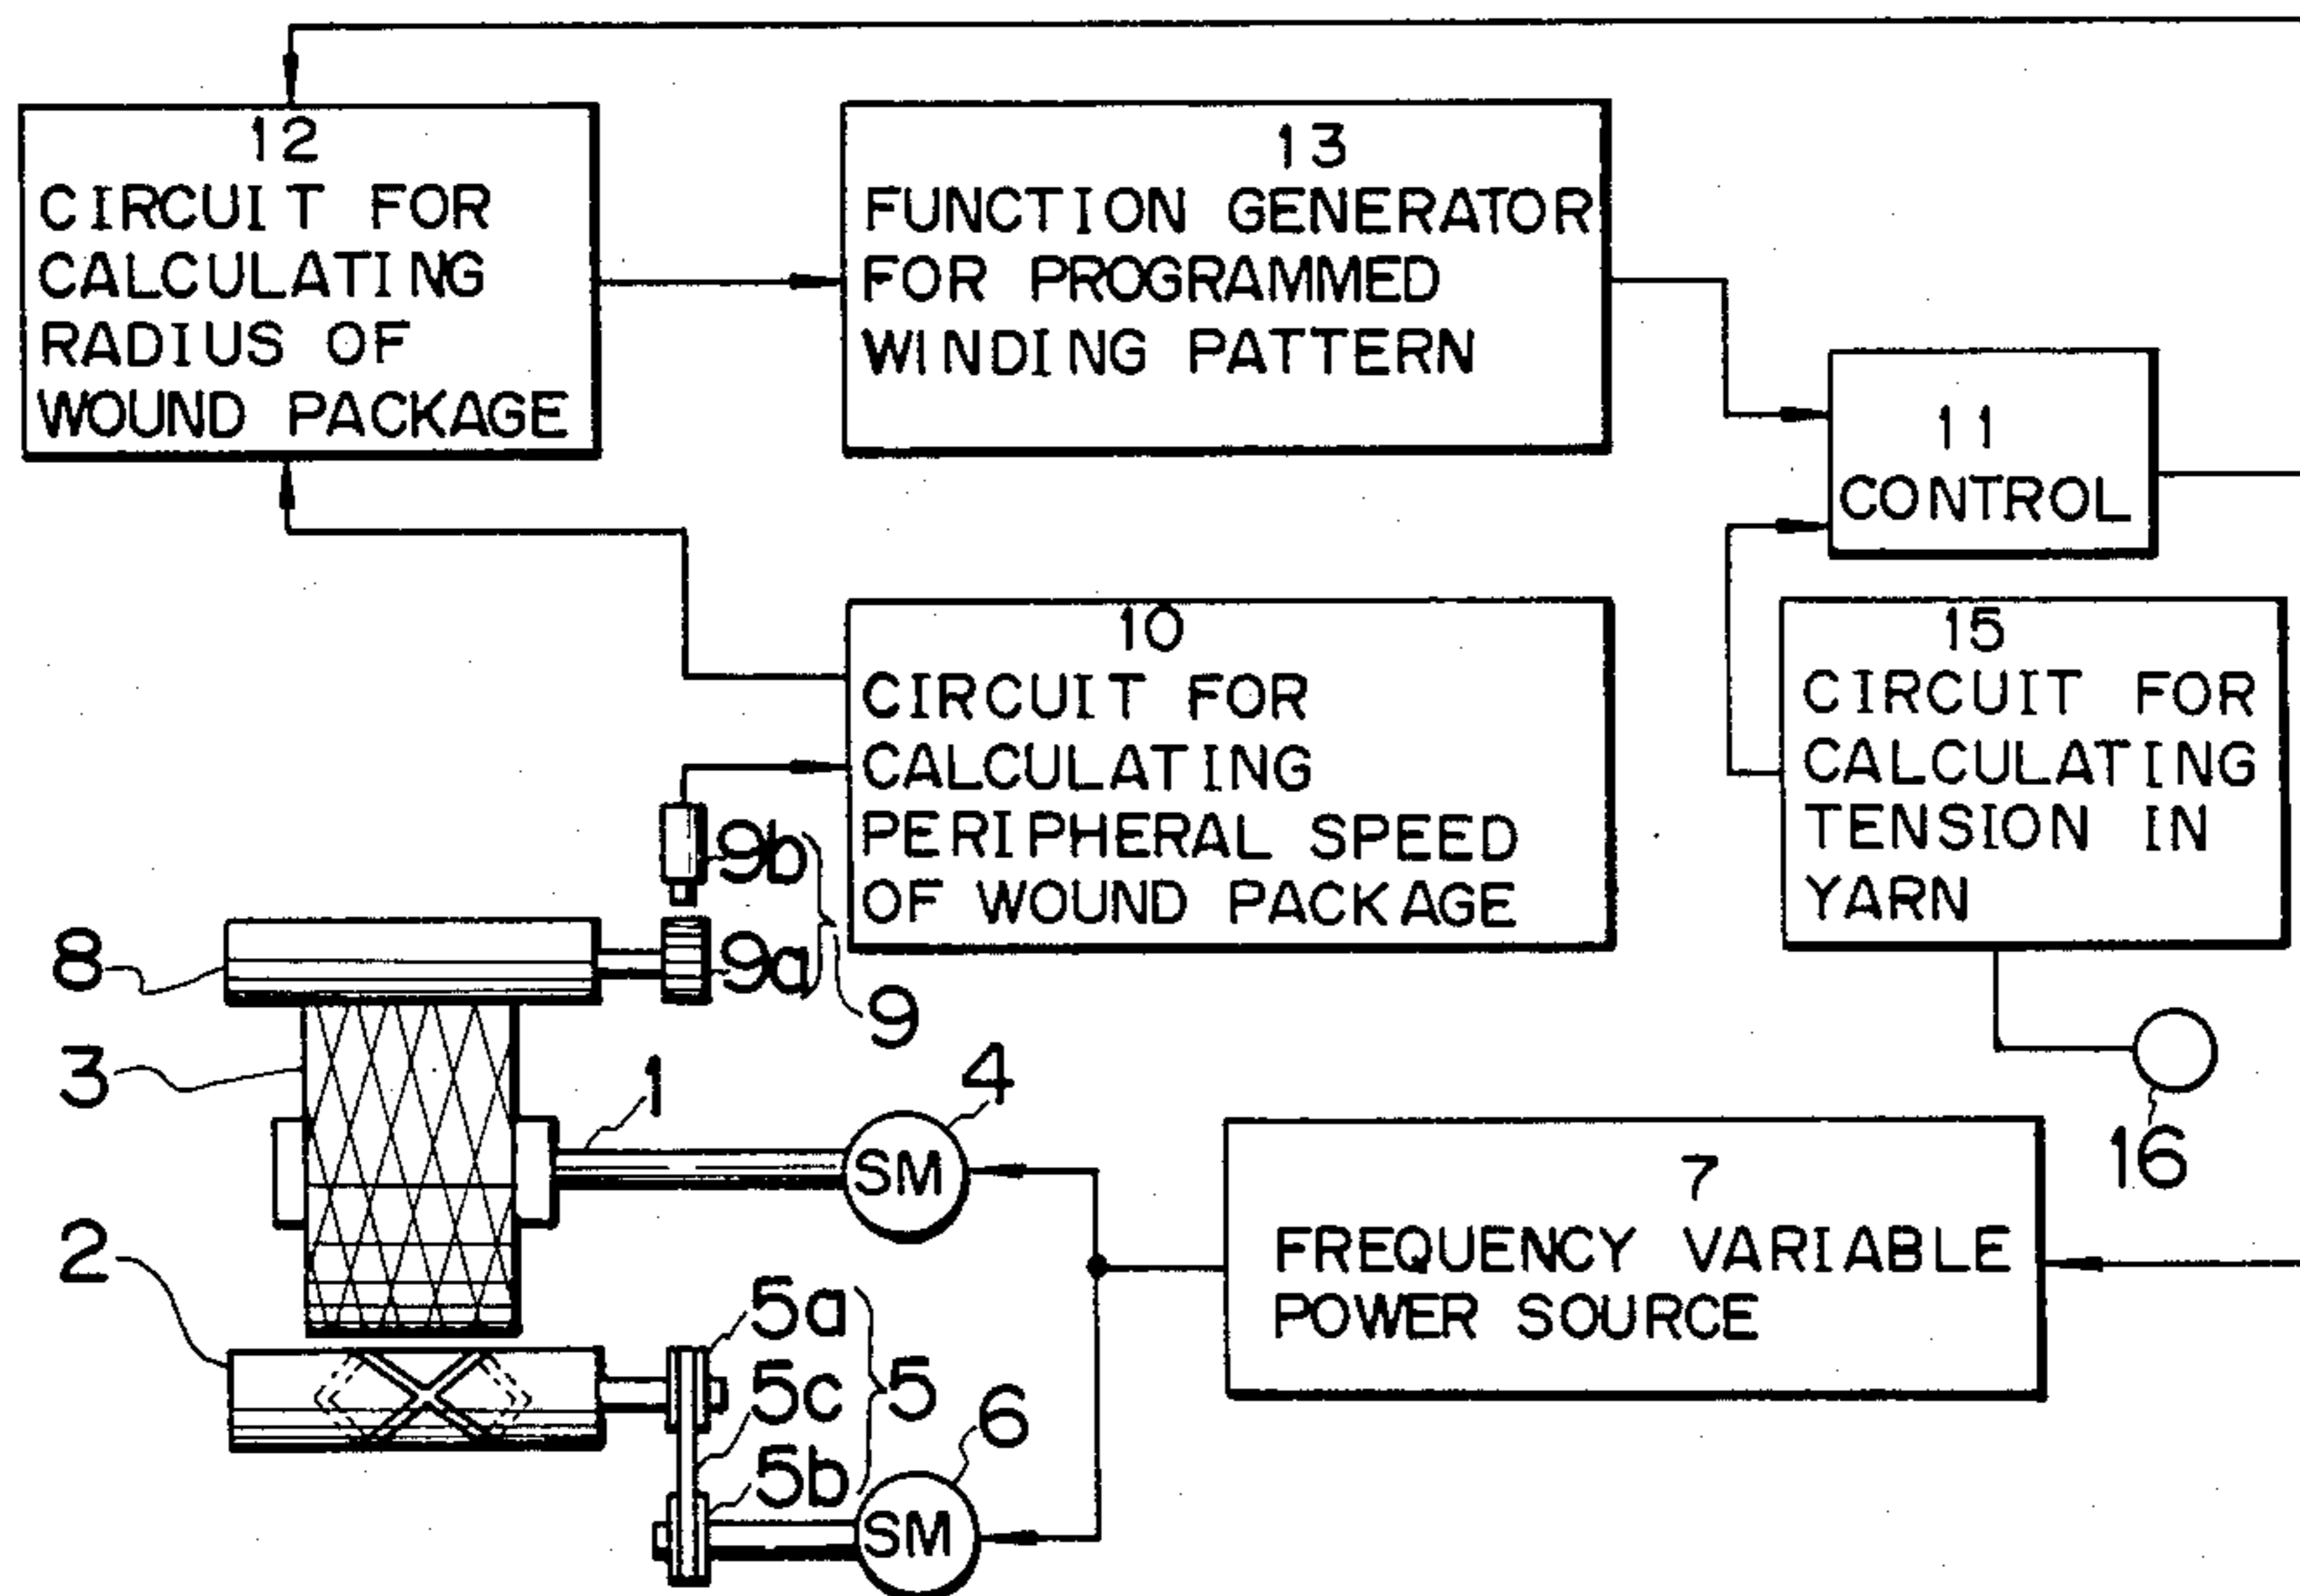 12
CIRCUIT FOR
CALCULATING
RADIUS OF
WOUND PACKAGE
13
FUNCTION GENERATOR
FOR PROGRAMMED
WINDING PATTERN
11
CONTROL
10
CIRCUIT FOR
CALCULATING
PERIPHERAL SPEED
OF WOUND PACKAGE
15
CIRCUIT FOR
CALCULATING
TENSION IN
YARN
9b
9a
9
8
3
1
4
SM
16
7
FREQUENCY VARIABLE
POWER SOURCE
2
5a
5c
5
5b
6
SM